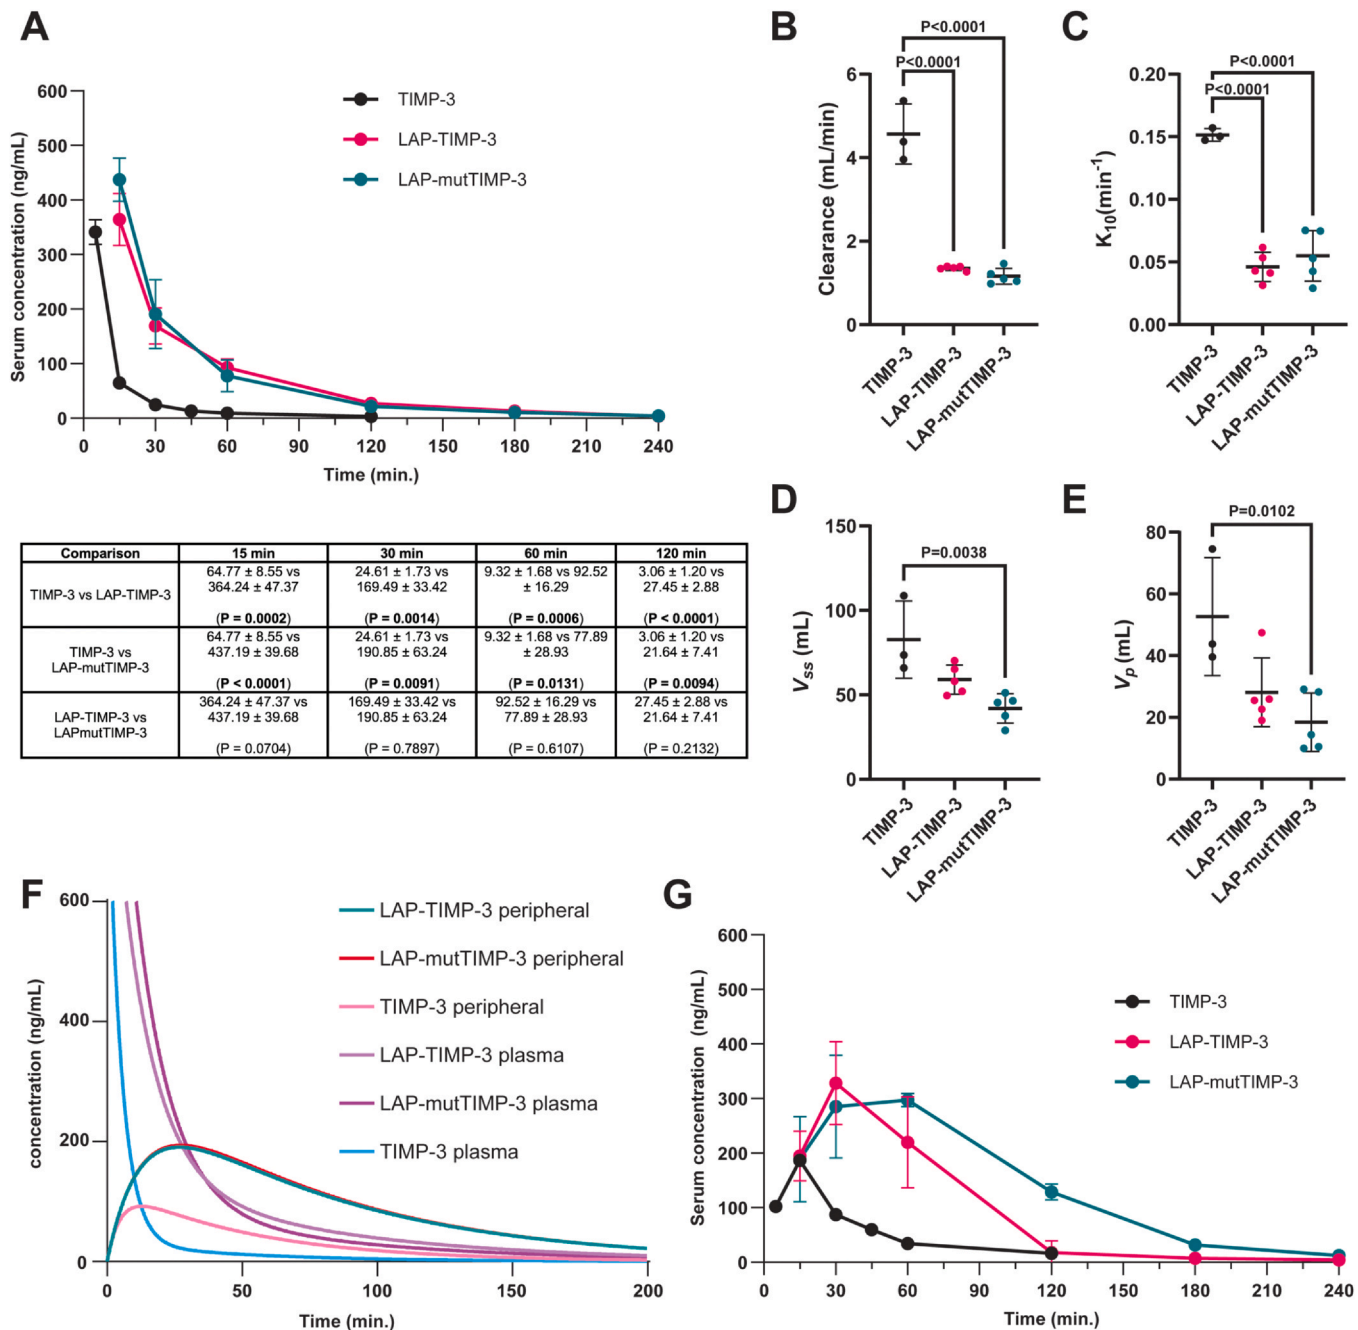 A
600
500
400
300
200
100
0
Serum concentration (ng/mL)
0 30 60 90 120 150 180 210 240
Time (min.)
TIMP-3
LAP-TIMP-3
LAP-mutTIMP-3
B
P<0.0001
P<0.0001
6
4
2
0
Clearance (mL/min)
TIMP-3
LAP-TIMP-3
LAP-mutTIMP-3
C
P<0.0001
P<0.0001
0.20
0.15
0.10
0.05
0.00
K10(min-1)
TIMP-3
LAP-TIMP-3
LAP-mutTIMP-3
Comparison 15 min 30 min 60 min 120 min
TIMP-3 vs LAP-TIMP-3
64.77 ± 8.55 vs
364.24 ± 47.37
(P = 0.0002)
24.61 ± 1.73 vs
169.49 ± 33.42
(P = 0.0014)
9.32 ± 1.68 vs 92.52
± 16.29
(P = 0.0006)
3.06 ± 1.20 vs
27.45 ± 2.88
(P < 0.0001)
TIMP-3 vs
LAP-mutTIMP-3
64.77 ± 8.55 vs
437.19 ± 39.68
(P < 0.0001)
24.61 ± 1.73 vs
190.85 ± 63.24
(P = 0.0091)
9.32 ± 1.68 vs 77.89
± 28.93
(P = 0.0131)
3.06 ± 1.20 vs
21.64 ± 7.41
(P = 0.0094)
LAP-TIMP-3 vs
LAPmutTIMP-3
364.24 ± 47.37 vs
437.19 ± 39.68
(P = 0.0704)
169.49 ± 33.42 vs
190.85 ± 63.24
(P = 0.7897)
92.52 ± 16.29 vs
77.89 ± 28.93
(P = 0.6107)
27.45 ± 2.88 vs
21.64 ± 7.41
(P = 0.2132)
D
P=0.0038
150
100
50
0
Vss (mL)
TIMP-3
LAP-TIMP-3
LAP-mutTIMP-3
E
P=0.0102
80
60
40
20
0
Vp (mL)
TIMP-3
LAP-TIMP-3
LAP-mutTIMP-3
F
600
400
200
0
concentration (ng/mL)
0 50 100 150 200
Time (min.)
LAP-TIMP-3 peripheral
LAP-mutTIMP-3 peripheral
TIMP-3 peripheral
LAP-TIMP-3 plasma
LAP-mutTIMP-3 plasma
TIMP-3 plasma
G
600
500
400
300
200
100
0
Serum concentration (ng/mL)
0 30 60 90 120 150 180 210 240
Time (min.)
TIMP-3
LAP-TIMP-3
LAP-mutTIMP-3